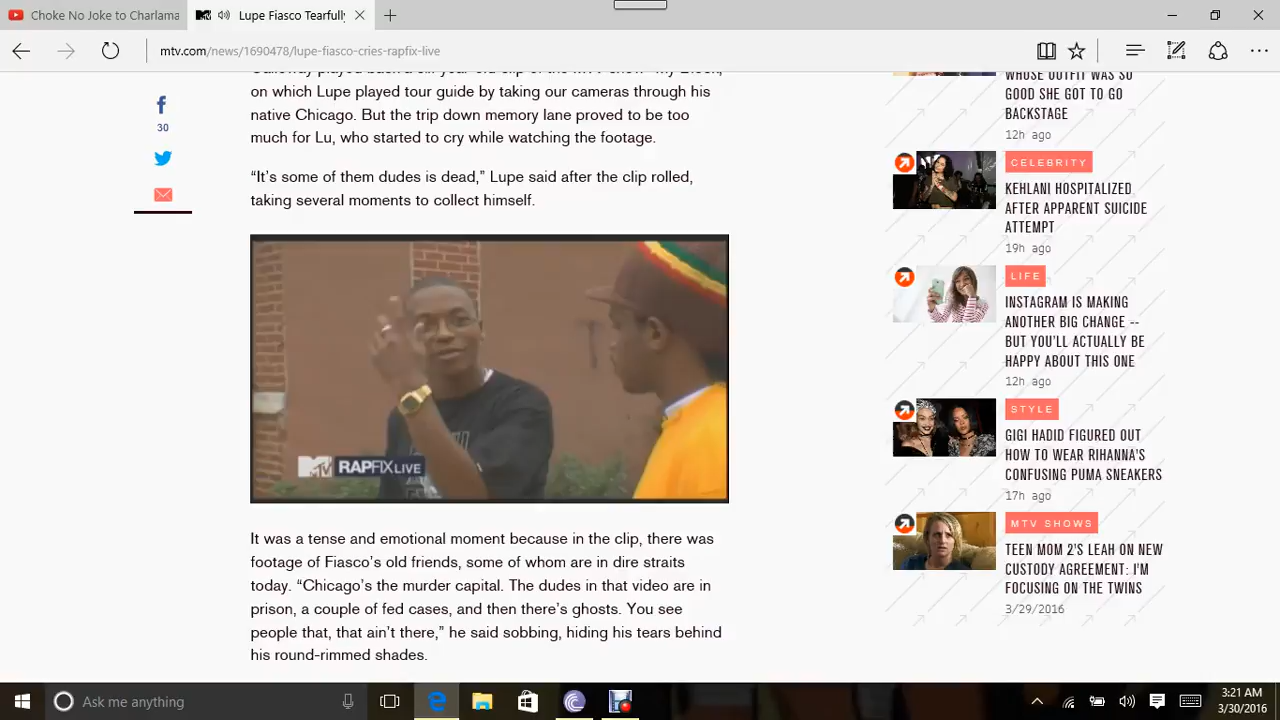 Choke No Joke of Roc-A-Fella
Lupe Fiasco Tearfully
mtv.com/news/1690478/lupe-fiasco-cries-rapfix-live
on which Lupe played tour guide by taking our cameras through his
native Chicago. But the trip down memory lane proved to be too
much for Lu, who started to cry while watching the footage.
“It’s some of them dudes is dead,” Lupe said after the clip rolled,
taking several moments to collect himself.
MTV RAPFIX LIVE
It was a tense and emotional moment because in the clip, there was
footage of Fiasco’s old friends, some of whom are in dire straits
today. “Chicago’s the murder capital. The dudes in that video are in
prison, a couple of fed cases, and then there’s ghosts. You see
people that, that ain’t there,” he said sobbing, hiding his tears behind
his round-rimmed shades.
30
WHOSE OUTFIT WAS SO
GOOD SHE GOT TO GO
BACKSTAGE
12h ago
CELEBRITY
KEHLANI HOSPITALIZED
AFTER APPARENT SUICIDE
ATTEMPT
19h ago
LIFE
INSTAGRAM IS MAKING
ANOTHER BIG CHANGE --
BUT YOU'LL ACTUALLY BE
HAPPY ABOUT THIS ONE
12h ago
STYLE
GIGI HADID FIGURED OUT
HOW TO WEAR RIHANNA'S
CONFUSING PUMA SNEAKERS
17h ago
MTV SHOWS
TEEN MOM 2'S LEAH ON NEW
CUSTODY AGREEMENT: I'M
FOCUSING ON THE TWINS
3/29/2016
Ask me anything
3:21 AM
3/30/2016